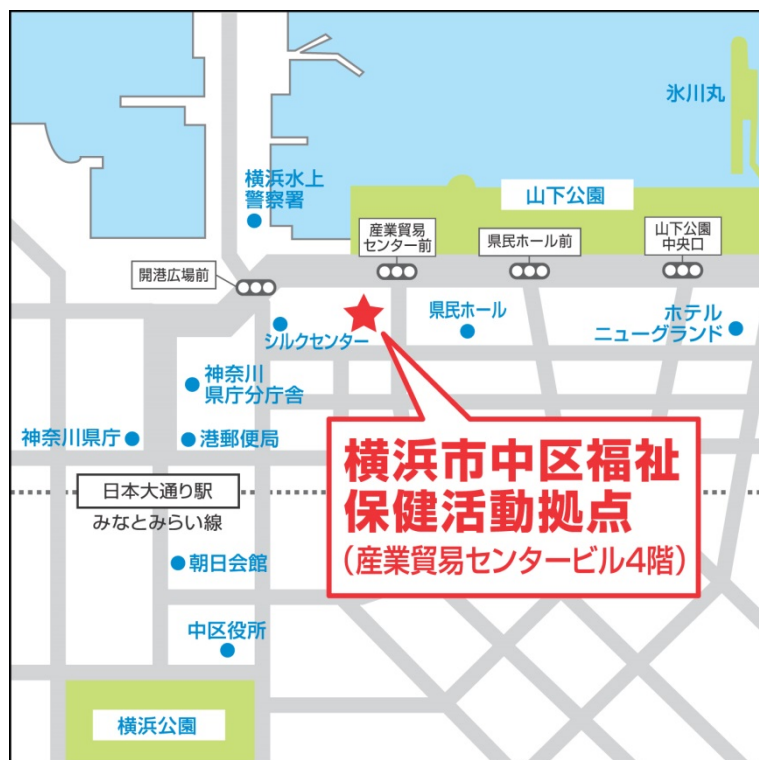 氷川丸
横浜水上
警察署
山下公園
産業貿易
センター前
県民ホール前
山下公園
中央口
開港広場前
シルクセンター
県民ホール
ホテル
ニューグランド
神奈川
県庁分庁舎
神奈川県庁
港郵便局
横浜市中区福祉
保健活動拠点
(産業貿易センタービル4階)
日本大通り駅
みなとみらい線
朝日会館
中区役所
横浜公園